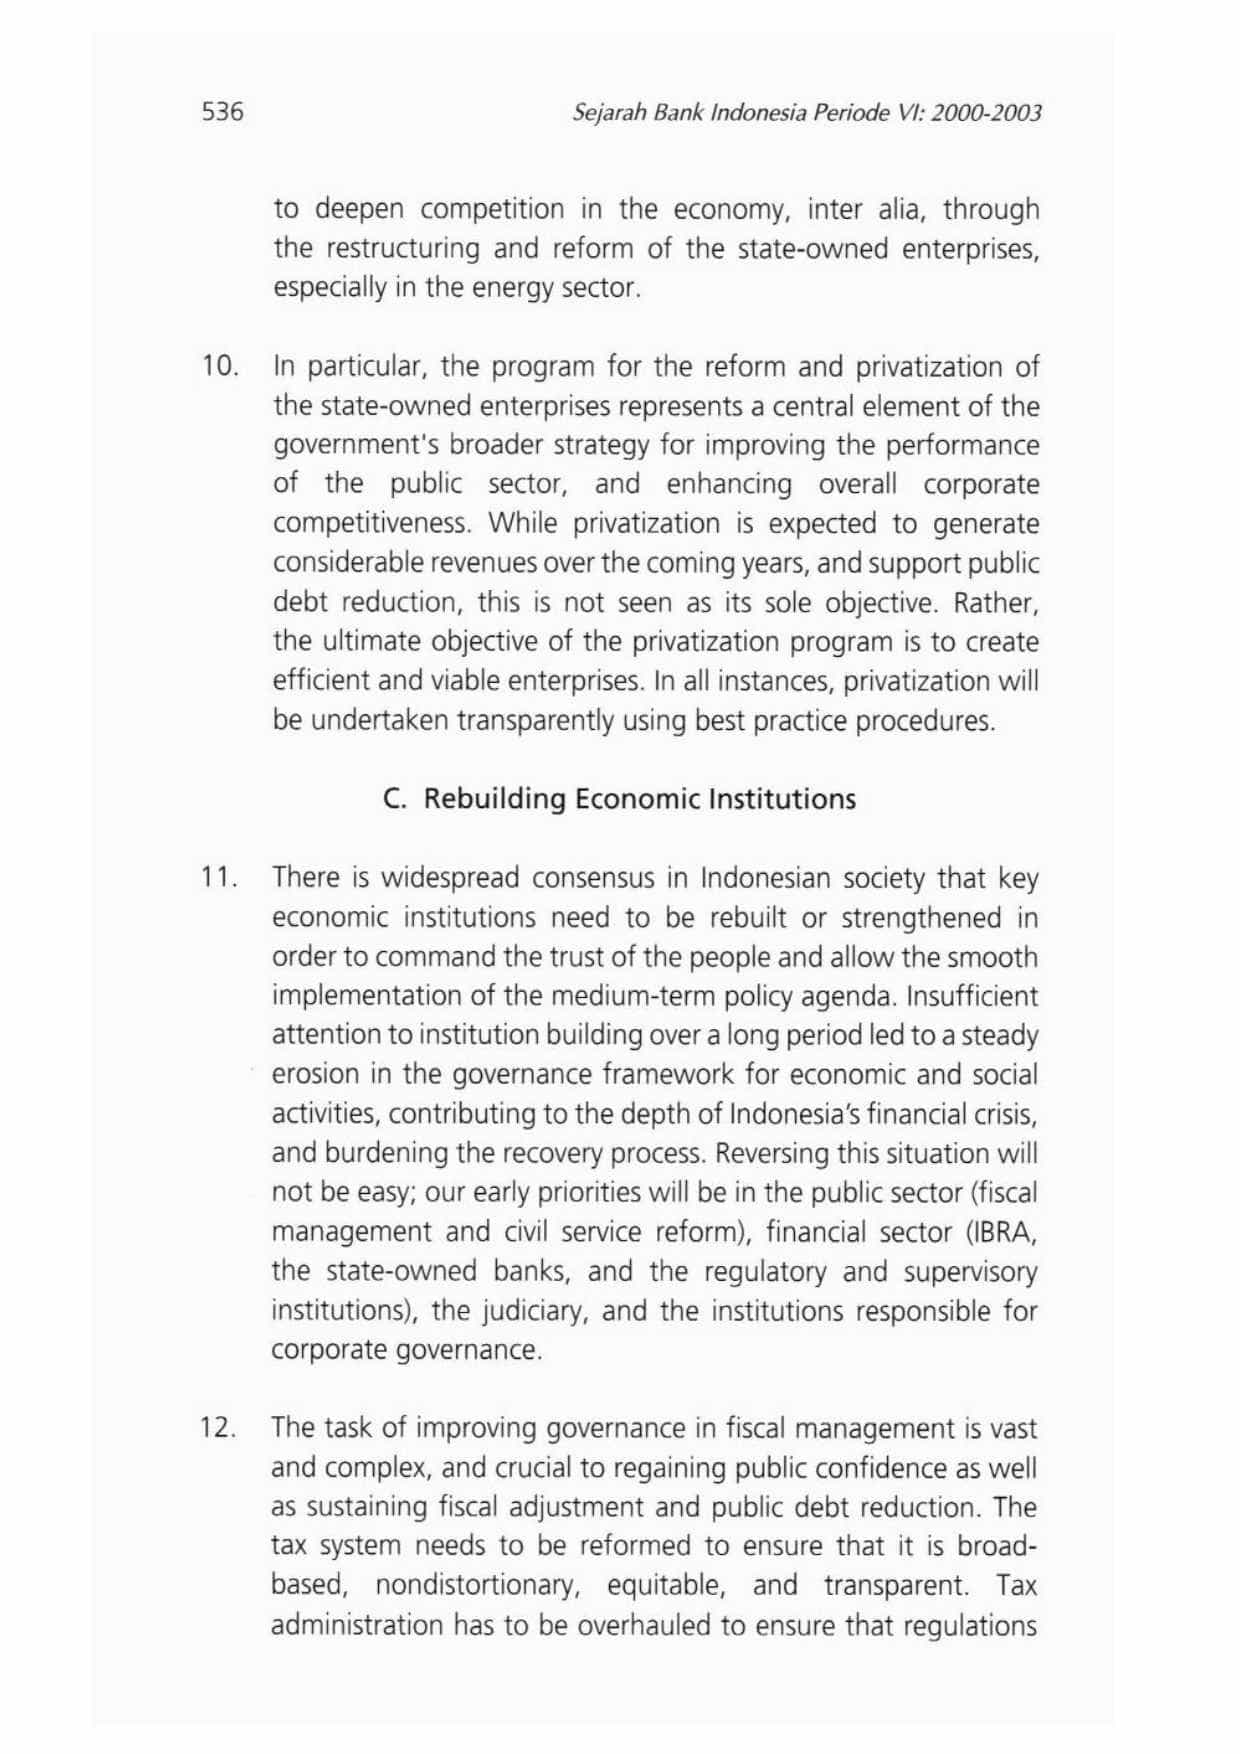 536
Sejarah Bank Indonesia Periode VI: 2000-2003
to deepen competition in the economy, inter alia, through
the restructuring and reform of the state-owned enterprises,
especially in the energy sector.
10. In particular, the program for the reform and privatization of
the state-owned enterprises represents a central element of the
government's broader strategy for improving the performance
of the public sector, and enhancing overall corporate
competitiveness. While privatization is expected to generate
considerable revenues over the coming years, and support public
debt reduction, this is not seen as its sole objective. Rather,
the ultimate objective of the privatization program is to create
efficient and viable enterprises. In all instances, privatization will
be undertaken transparently using best practice procedures.
C. Rebuilding Economic Institutions
11. There is widespread consensus in Indonesian society that key
economic institutions need to be rebuilt or strengthened in
order to command the trust of the people and allow the smooth
implementation of the medium-term policy agenda. Insufficient
attention to institution building over a long period led to a steady
erosion in the governance framework for economic and social
activities, contributing to the depth of Indonesia's financial crisis,
and burdening the recovery process. Reversing this situation will
not be easy; our early priorities will be in the public sector (fiscal
management and civil service reform), financial sector (IBRA,
the state-owned banks, and the regulatory and supervisory
institutions), the judiciary, and the institutions responsible for
corporate governance.
12. The task of improving governance in fiscal management is vast
and complex, and crucial to regaining public confidence as well
as sustaining fiscal adjustment and public debt reduction. The
tax system needs to be reformed to ensure that it is broad-
based, nondistortionary, equitable, and transparent. Tax
administration has to be overhauled to ensure that regulations